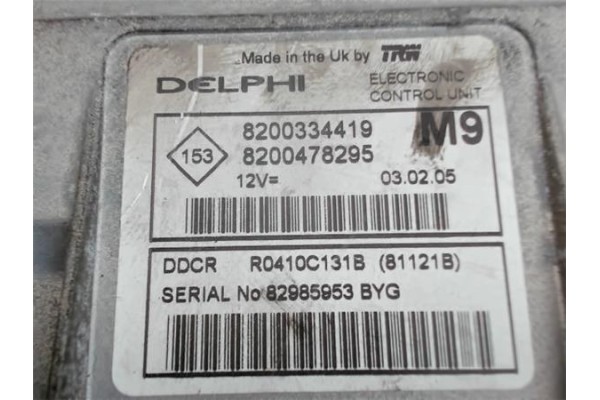 Made in the Uk by TRW
DELPHI ELECTRONIC
CONTROL UNIT
8200334419 M9
153 8200478295
12V= 03.02.05
DDCR R0410C131B (81121B)
SERIAL No 82985953 BYG